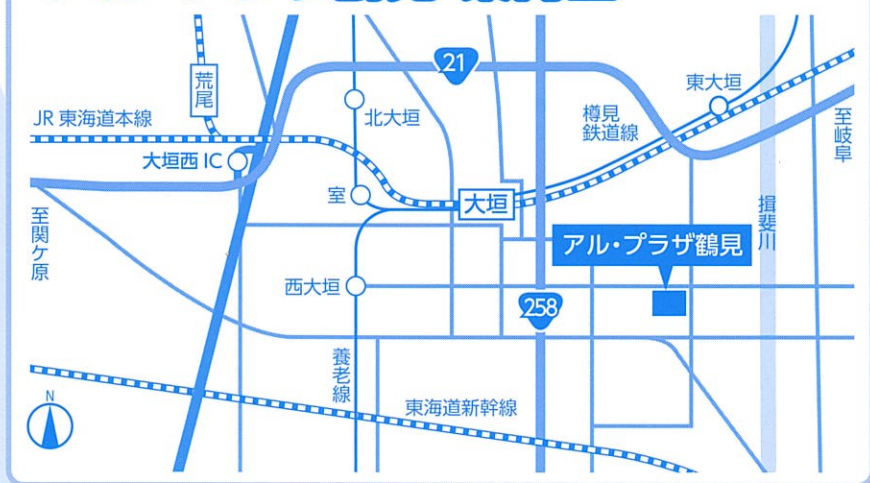 21
荒尾
東大垣
JR 東海道本線
北大垣
樽見
鉄道線
至岐阜
大垣西 IC
室
大垣
揖斐川
至関ケ原
アル・プラザ鶴見
西大垣
258
養老線
東海道新幹線
N